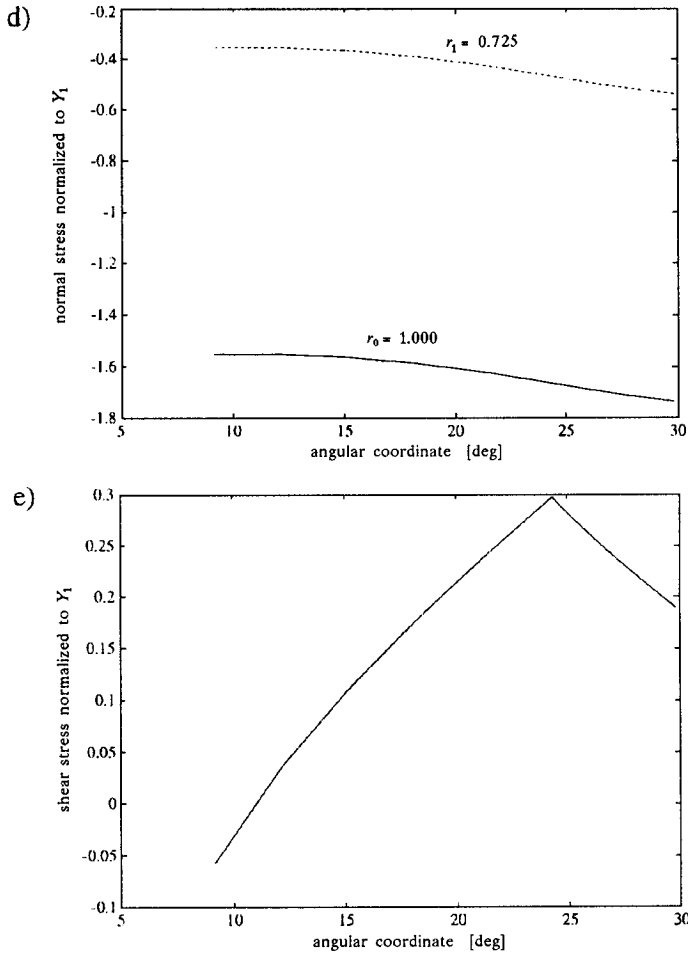 d)
-0.2
-0.4
-0.6
-0.8
-1
-1.2
-1.4
-1.6
-1.8
normal stress normalized to Y₁
r₁ = 0.725
r₀ = 1.000
5 10 15 20 25 30
angular coordinate [deg]
e)
0.3
0.25
0.2
0.15
0.1
0.05
0
-0.05
-0.1
shear stress normalized to Y₁
5 10 15 20 25 30
angular coordinate [deg]